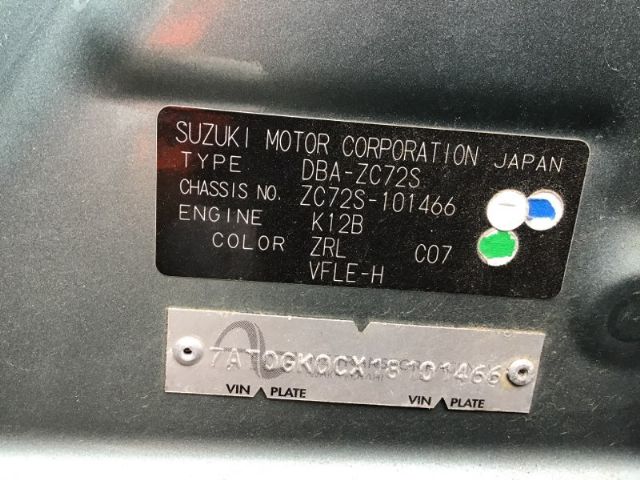 SUZUKI MOTOR CORPORATION JAPAN
TYPE DBA-ZC72S
CHASSIS NO. ZC72S-101466
ENGINE K12B
COLOR ZRL C07
VFLE-H
7AT0GK0CX18101466
VIN PLATE VIN PLATE